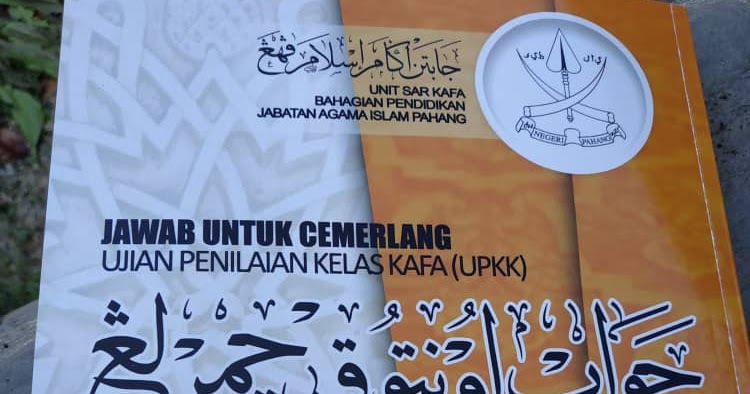 جابتن اݢام اسلام ڤهڠ
UNIT SAR KAFA
BAHAGIAN PENDIDIKAN
JABATAN AGAMA ISLAM PAHANG
NEGERI PAHANG
JAWAB UNTUK CEMERLANG
UJIAN PENILAIAN KELAS KAFA (UPKK)
جواب اونتوق چمرلڠ